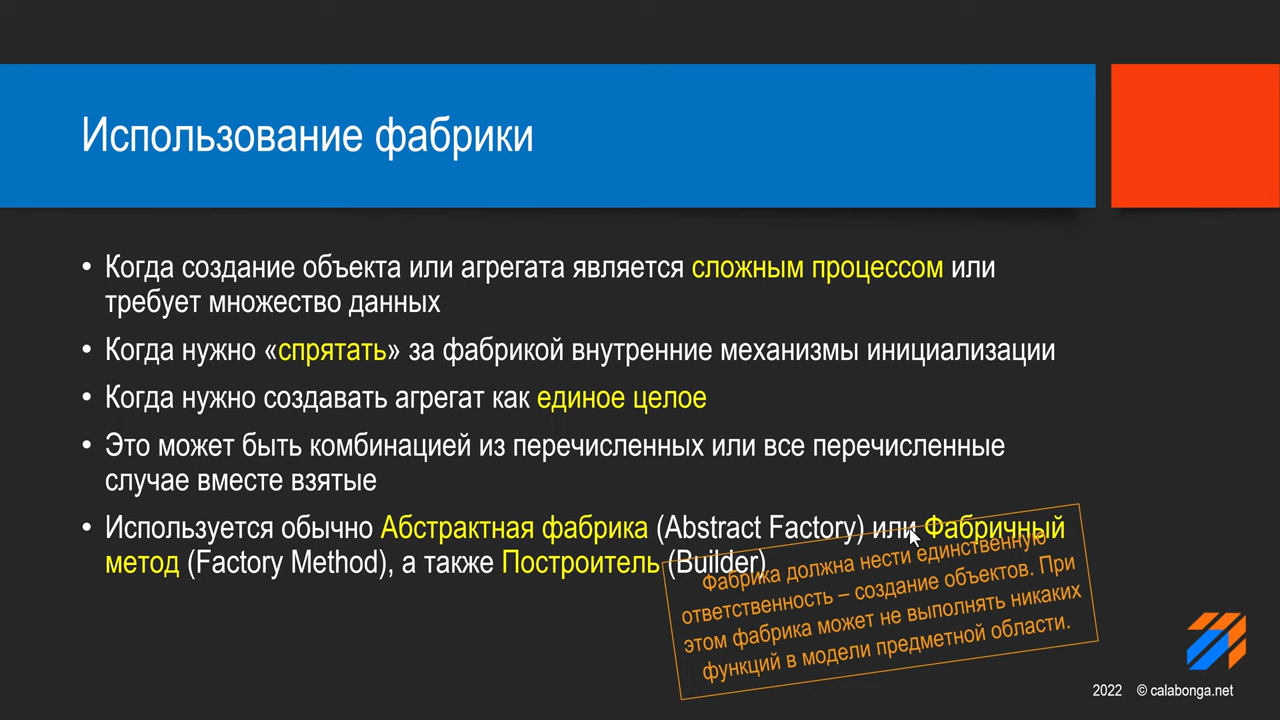 Использование фабрики
• Когда создание объекта или агрегата является сложным процессом или
требует множество данных
• Когда нужно «спрятать» за фабрикой внутренние механизмы инициализации
• Когда нужно создавать агрегат как единое целое
• Это может быть комбинацией из перечисленных или все перечисленные
случае вместе взятые
• Используется обычно Абстрактная фабрика (Abstract Factory) или Фабричный
метод (Factory Method), а также Построитель (Builder)
Фабрика должна нести единственную
ответственность – создание объектов. При
этом фабрика может не выполнять никаких
функций в модели предметной области.
2022 © calabonga.net